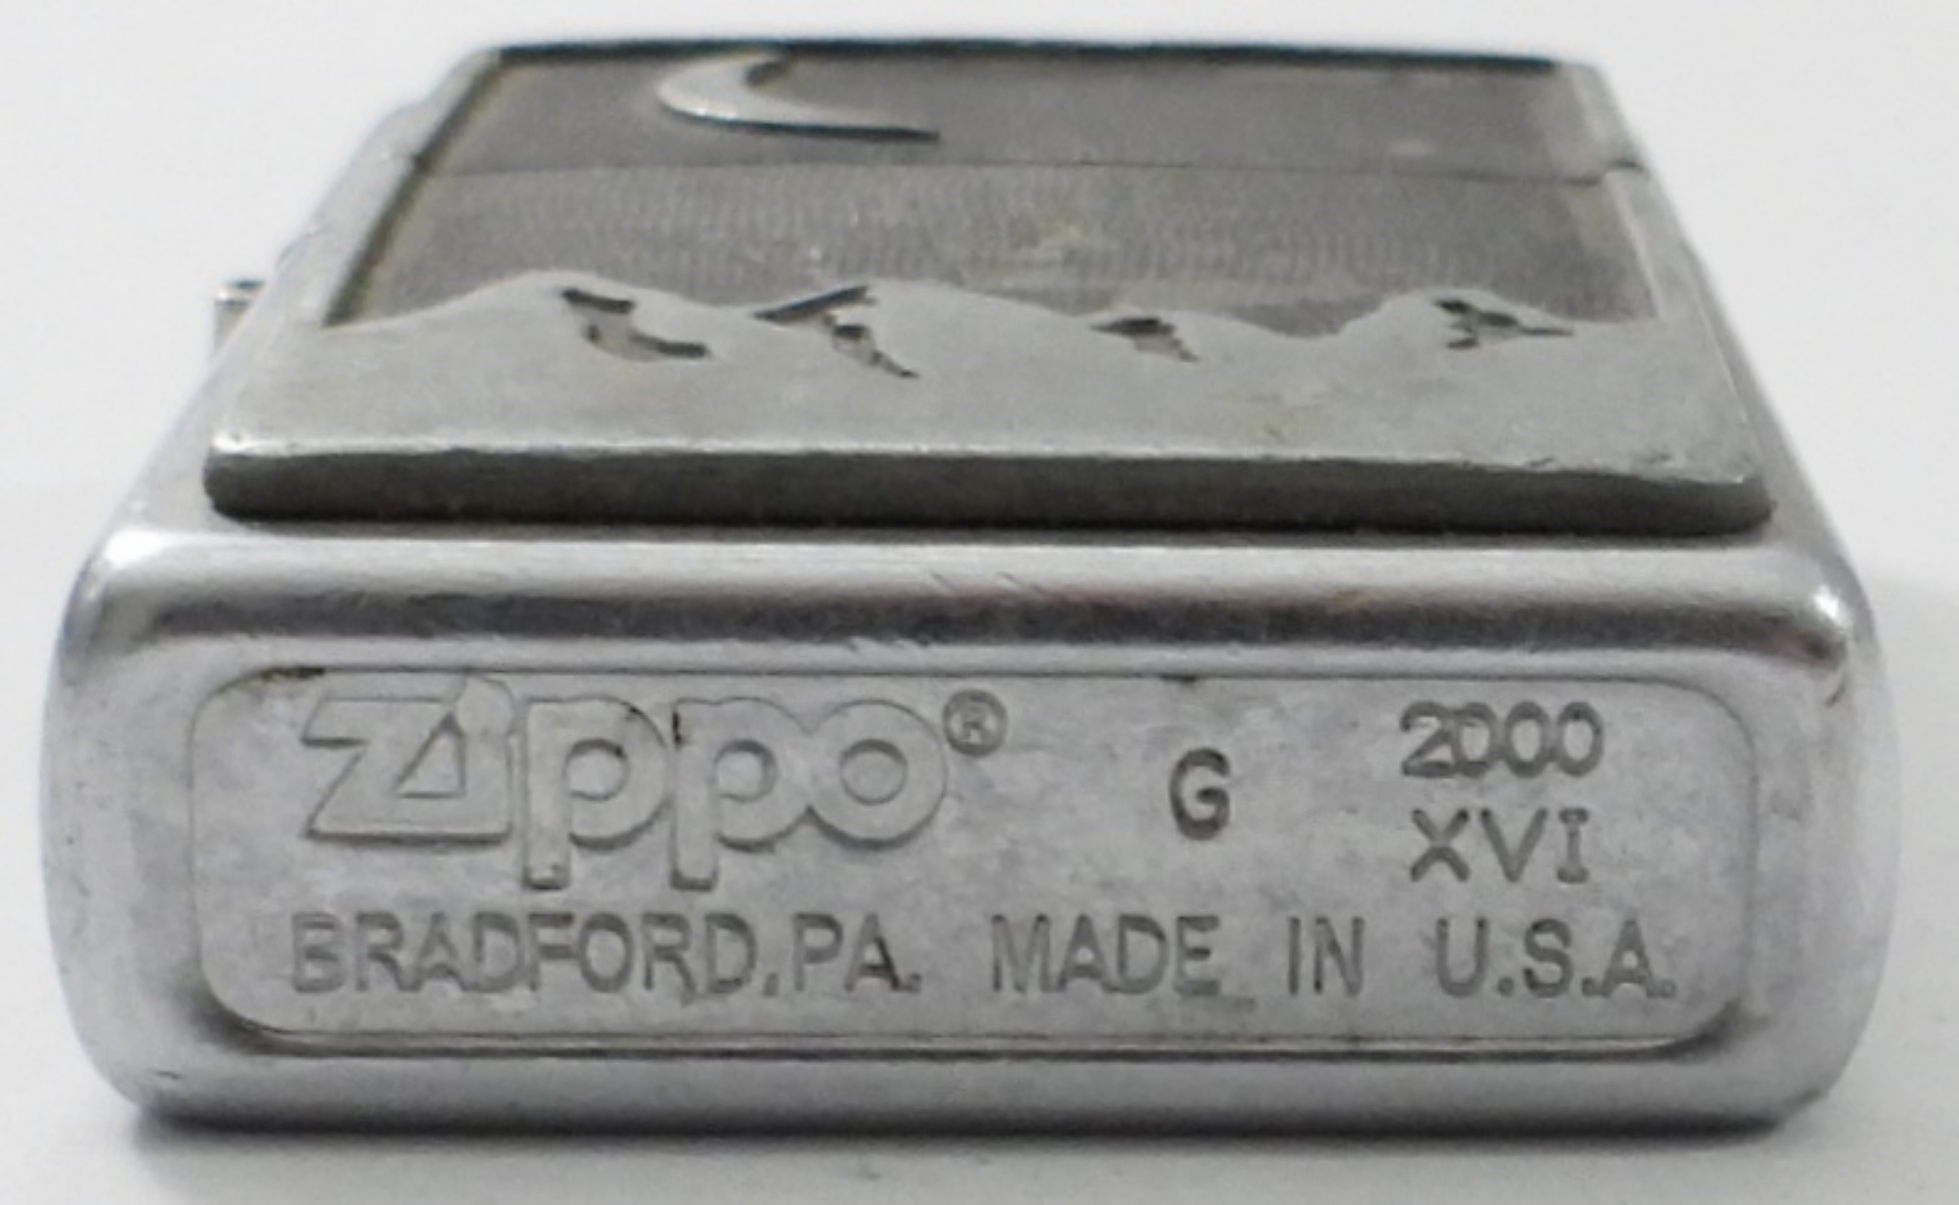 Zippo® G 2000
XVI
BRADFORD,PA. MADE IN U.S.A.